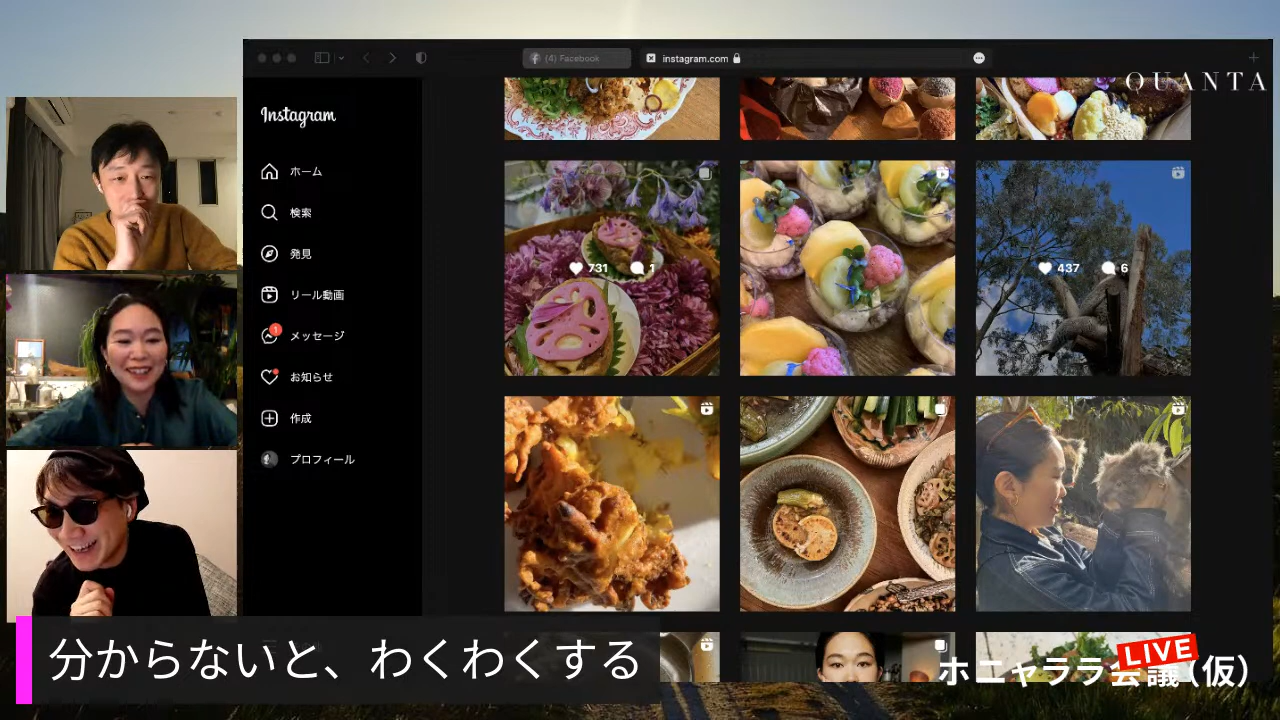 (4) Facebook
instagram.com
QUANTA
Instagram
ホーム
検索
発見
リール動画
1
メッセージ
お知らせ
作成
プロフィール
731
1
437
6
分からないと、わくわくする
LIVE
ホニャララ会議(仮)